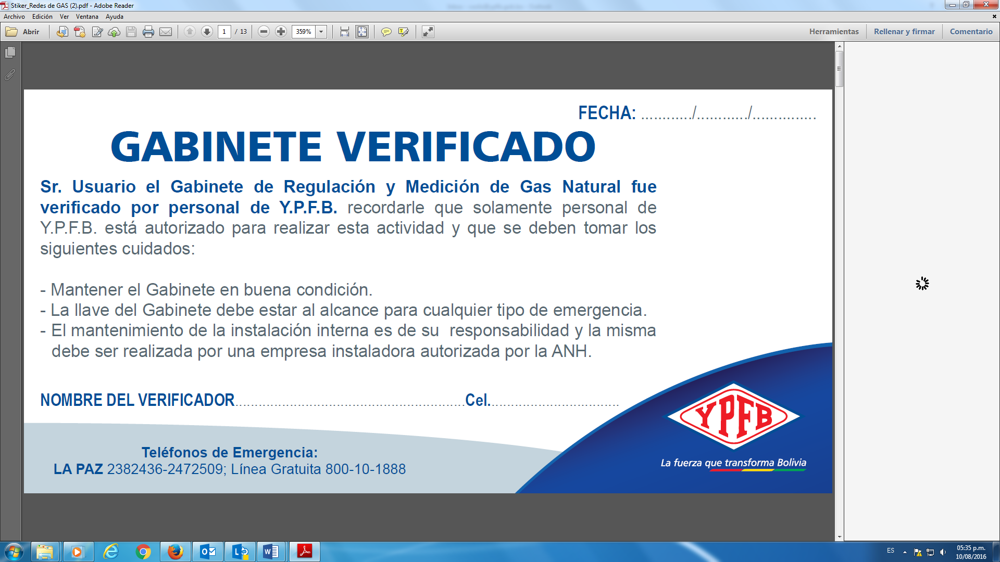 Stiker_Redes de GAS (2).pdf - Adobe Reader
Archivo Edición Ver Ventana Ayuda
Abrir 1 / 13 359% Herramientas Rellenar y firmar Comentario
FECHA: ............/............/...............
GABINETE VERIFICADO
Sr. Usuario el Gabinete de Regulación y Medición de Gas Natural fue
verificado por personal de Y.P.F.B. recordarle que solamente personal de
Y.P.F.B. está autorizado para realizar esta actividad y que se deben tomar los
siguientes cuidados:
- Mantener el Gabinete en buena condición.
- La llave del Gabinete debe estar al alcance para cualquier tipo de emergencia.
- El mantenimiento de la instalación interna es de su responsabilidad y la misma
debe ser realizada por una empresa instaladora autorizada por la ANH.
NOMBRE DEL VERIFICADOR.......................................................Cel..............................
YPFB
La fuerza que transforma Bolivia
Teléfonos de Emergencia:
LA PAZ 2382436-2472509; Línea Gratuita 800-10-1888
ES
05:35 p.m.
10/08/2016